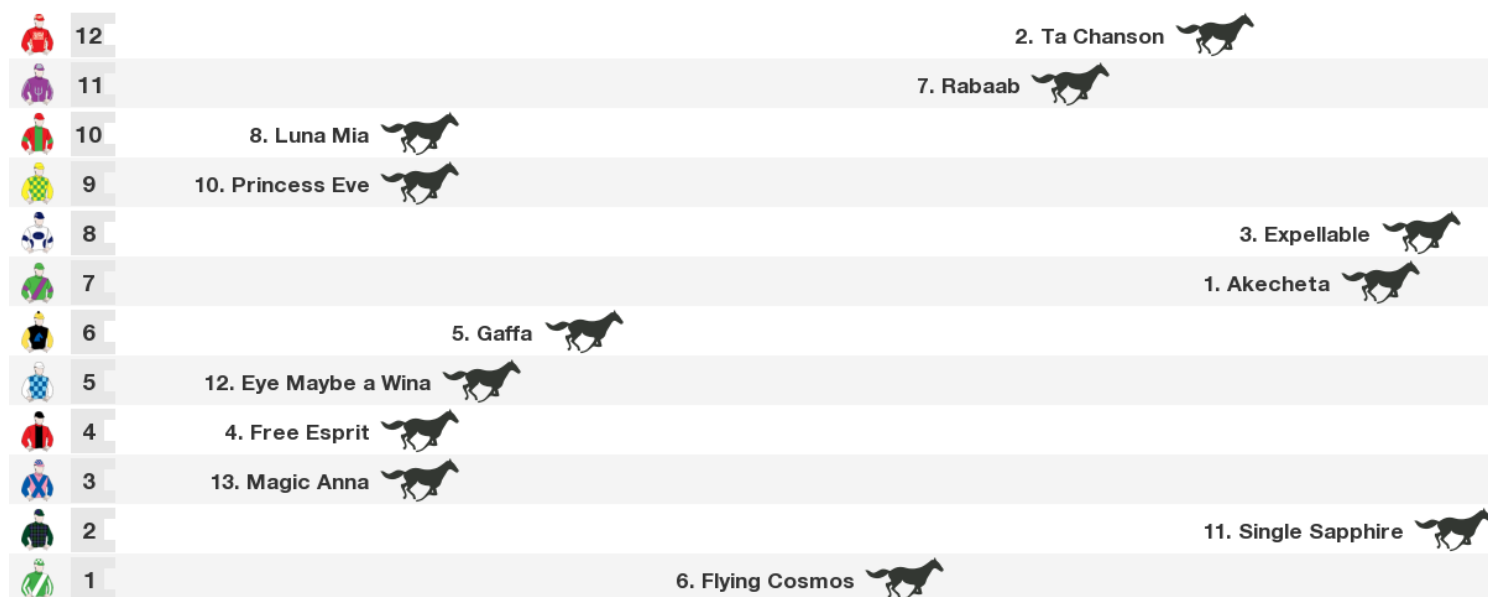 12 2. Ta Chanson
11 7. Rabaab
10 8. Luna Mia
9 10. Princess Eve
8 3. Expellable
7 1. Akecheta
6 5. Gaffa
5 12. Eye Maybe a Wina
4 4. Free Esprit
3 13. Magic Anna
2 11. Single Sapphire
1 6. Flying Cosmos